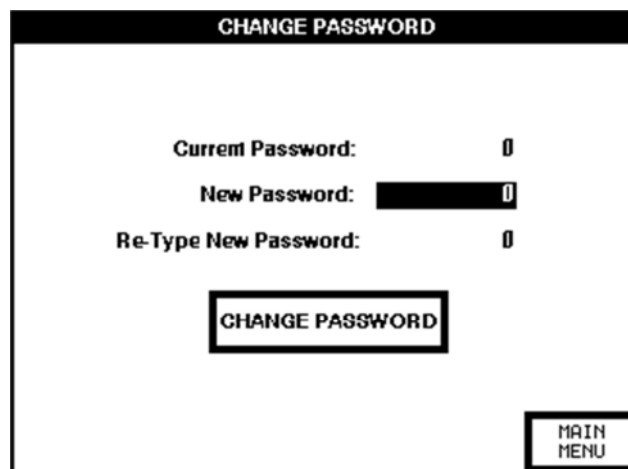 CHANGE PASSWORD
Current Password: 0
New Password: 0
Re-Type New Password: 0
CHANGE PASSWORD
MAIN
MENU